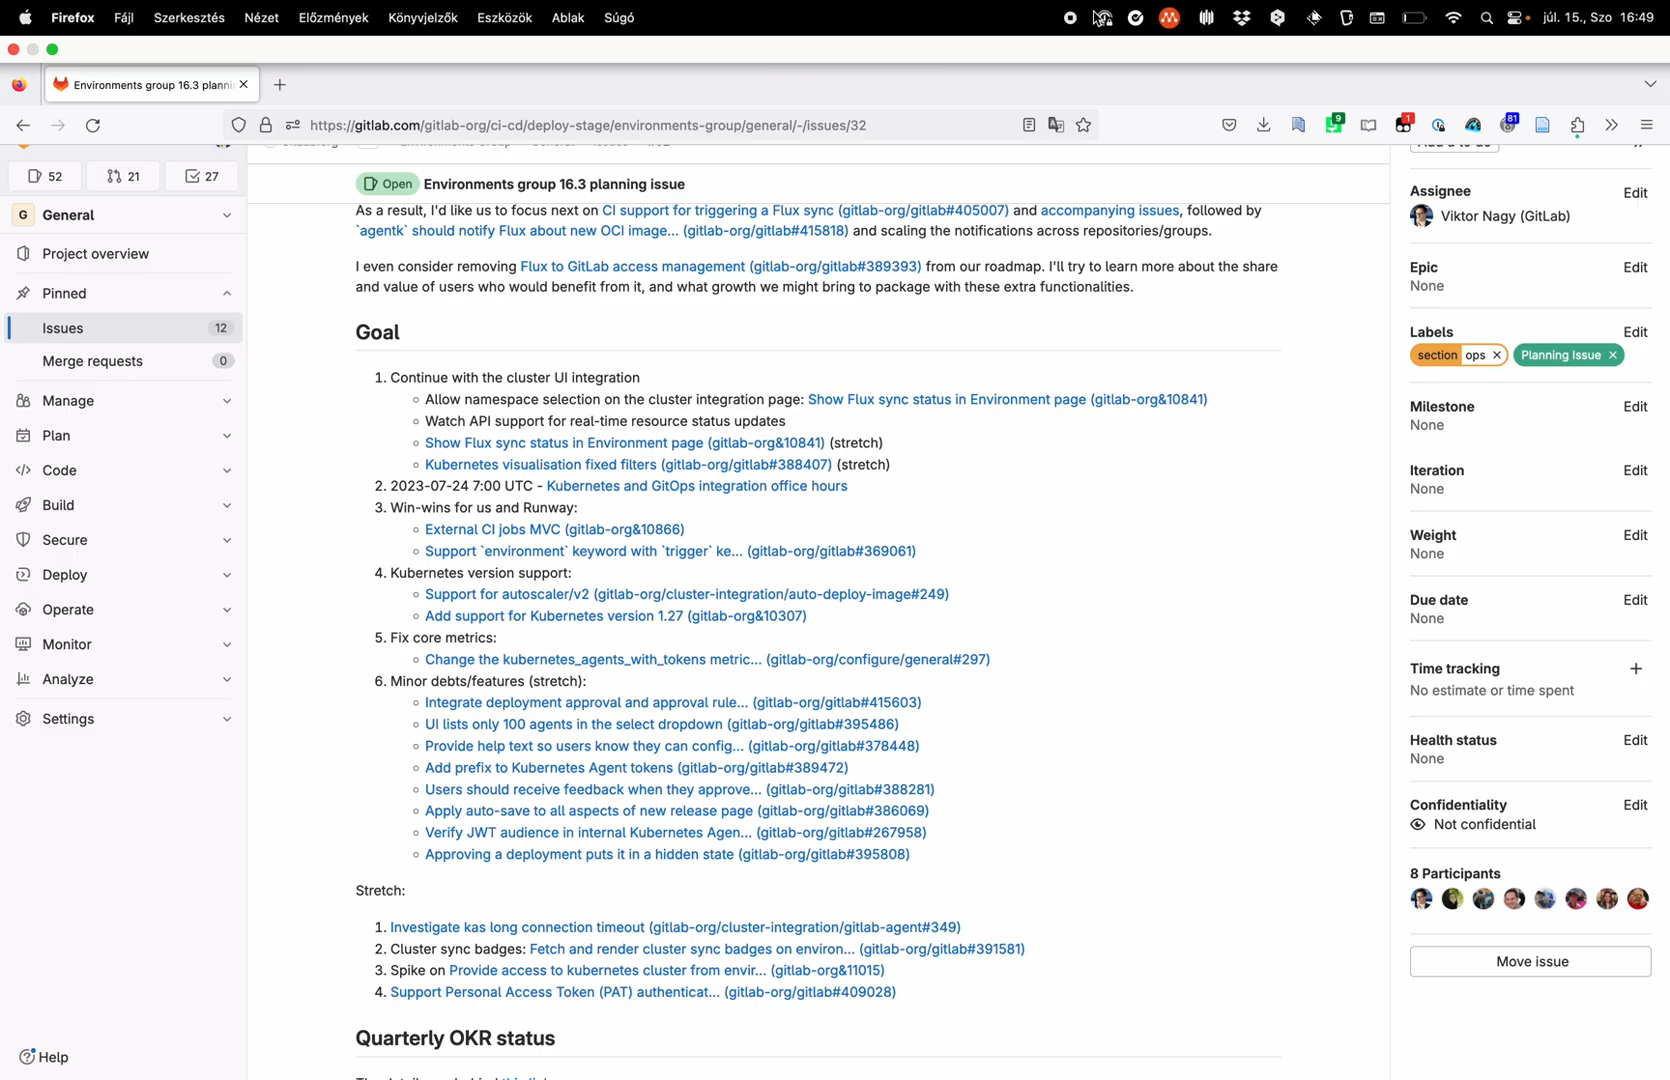 Firefox Fájl Szerkesztés Nézet Előzmények Könyvjelzők Eszközök Ablak Súgó júl. 15., Szo 16:49
Environments group 16.3 planni
https://gitlab.com/gitlab-org/ci-cd/deploy-stage/environments-group/general/-/issues/32
9
1
81
52 21 27
G General
Project overview
Pinned
Issues 12
Merge requests 0
Manage
Plan
Code
Build
Secure
Deploy
Operate
Monitor
Analyze
Settings
Help
Open Environments group 16.3 planning issue
As a result, I'd like us to focus next on CI support for triggering a Flux sync (gitlab-org/gitlab#405007) and accompanying issues, followed by
`agentk` should notify Flux about new OCI image... (gitlab-org/gitlab#415818) and scaling the notifications across repositories/groups.
I even consider removing Flux to GitLab access management (gitlab-org/gitlab#389393) from our roadmap. I'll try to learn more about the share
and value of users who would benefit from it, and what growth we might bring to package with these extra functionalities.
Goal
1. Continue with the cluster UI integration
Allow namespace selection on the cluster integration page: Show Flux sync status in Environment page (gitlab-org&10841)
Watch API support for real-time resource status updates
Show Flux sync status in Environment page (gitlab-org&10841) (stretch)
Kubernetes visualisation fixed filters (gitlab-org/gitlab#388407) (stretch)
2. 2023-07-24 7:00 UTC - Kubernetes and GitOps integration office hours
3. Win-wins for us and Runway:
External CI jobs MVC (gitlab-org&10866)
Support `environment` keyword with `trigger` ke... (gitlab-org/gitlab#369061)
4. Kubernetes version support:
Support for autoscaler/v2 (gitlab-org/cluster-integration/auto-deploy-image#249)
Add support for Kubernetes version 1.27 (gitlab-org&10307)
5. Fix core metrics:
Change the kubernetes_agents_with_tokens metric... (gitlab-org/configure/general#297)
6. Minor debts/features (stretch):
Integrate deployment approval and approval rule... (gitlab-org/gitlab#415603)
UI lists only 100 agents in the select dropdown (gitlab-org/gitlab#395486)
Provide help text so users know they can config... (gitlab-org/gitlab#378448)
Add prefix to Kubernetes Agent tokens (gitlab-org/gitlab#389472)
Users should receive feedback when they approve... (gitlab-org/gitlab#388281)
Apply auto-save to all aspects of new release page (gitlab-org/gitlab#386069)
Verify JWT audience in internal Kubernetes Agen... (gitlab-org/gitlab#267958)
Approving a deployment puts it in a hidden state (gitlab-org/gitlab#395808)
Stretch:
1. Investigate kas long connection timeout (gitlab-org/cluster-integration/gitlab-agent#349)
2. Cluster sync badges: Fetch and render cluster sync badges on environ... (gitlab-org/gitlab#391581)
3. Spike on Provide access to kubernetes cluster from envir... (gitlab-org&11015)
4. Support Personal Access Token (PAT) authenticat... (gitlab-org/gitlab#409028)
Quarterly OKR status
Assignee Edit
Viktor Nagy (GitLab)
Epic Edit
None
Labels Edit
section ops Planning Issue
Milestone Edit
None
Iteration Edit
None
Weight Edit
None
Due date Edit
None
Time tracking
No estimate or time spent
Health status Edit
None
Confidentiality Edit
Not confidential
8 Participants
Move issue